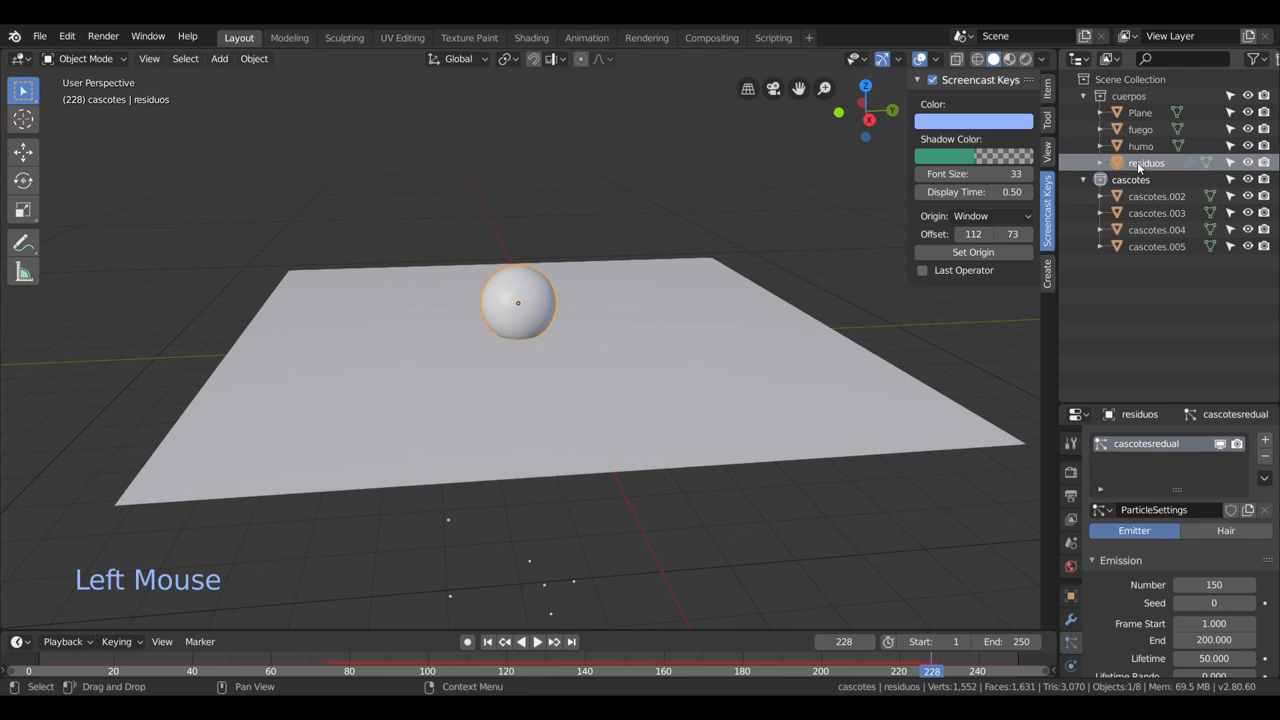 File Edit Render Window Help
Layout Modeling Sculpting UV Editing Texture Paint Shading Animation Rendering Compositing Scripting +
Scene
View Layer
Object Mode View Select Add Object
Global
User Perspective
(228) cascotes | residuos
Z
Y
X
Screencast Keys
Color:
Shadow Color:
Font Size: 33
Display Time: 0.50
Origin: Window
Offset: 112 73
Set Origin
Last Operator
Item
Tool
View
Screencast Keys
Create
Scene Collection
cuerpos
Plane
fuego
humo
residuos
cascotes
cascotes.002
cascotes.003
cascotes.004
cascotes.005
residuos
cascotesredual
cascotesredual
ParticleSettings
Emitter Hair
Emission
Number 150
Seed 0
Frame Start 1.000
End 200.000
Lifetime 50.000
Left Mouse
Playback Keying View Marker
228
Start: 1
End: 250
0 20 40 60 80 100 120 140 160 180 200 228 240
Select Drag and Drop Pan View Context Menu
cascotes | residuos | Verts:1,552 | Faces:1,631 | Tris:3,070 | Objects:1/8 | Mem: 69.5 MB | v2.80.60